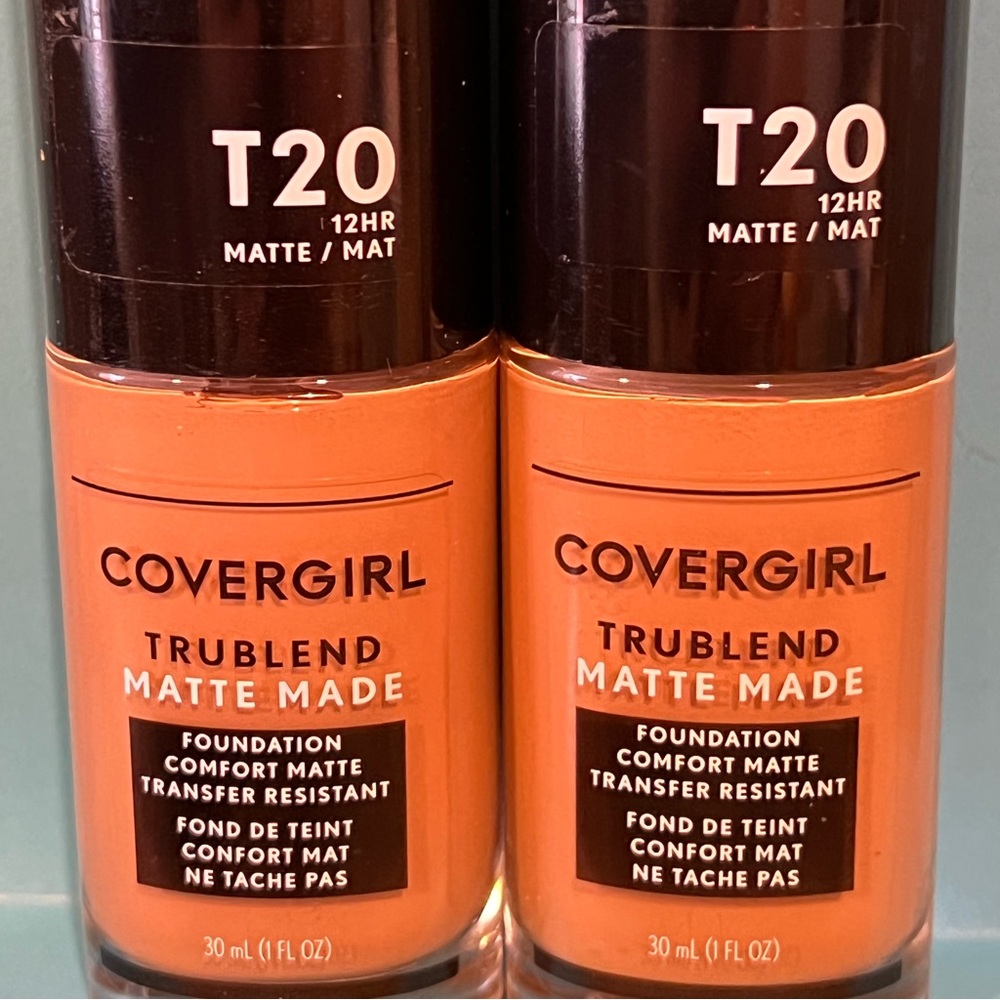 T20
12HR
MATTE / MAT
COVERGIRL
TRUBLEND
MATTE MADE
FOUNDATION
COMFORT MATTE
TRANSFER RESISTANT
FOND DE TEINT
CONFORT MAT
NE TACHE PAS
30 mL (1 FL OZ)
T20
12HR
MATTE / MAT
COVERGIRL
TRUBLEND
MATTE MADE
FOUNDATION
COMFORT MATTE
TRANSFER RESISTANT
FOND DE TEINT
CONFORT MAT
NE TACHE PAS
30 mL (1 FL OZ)